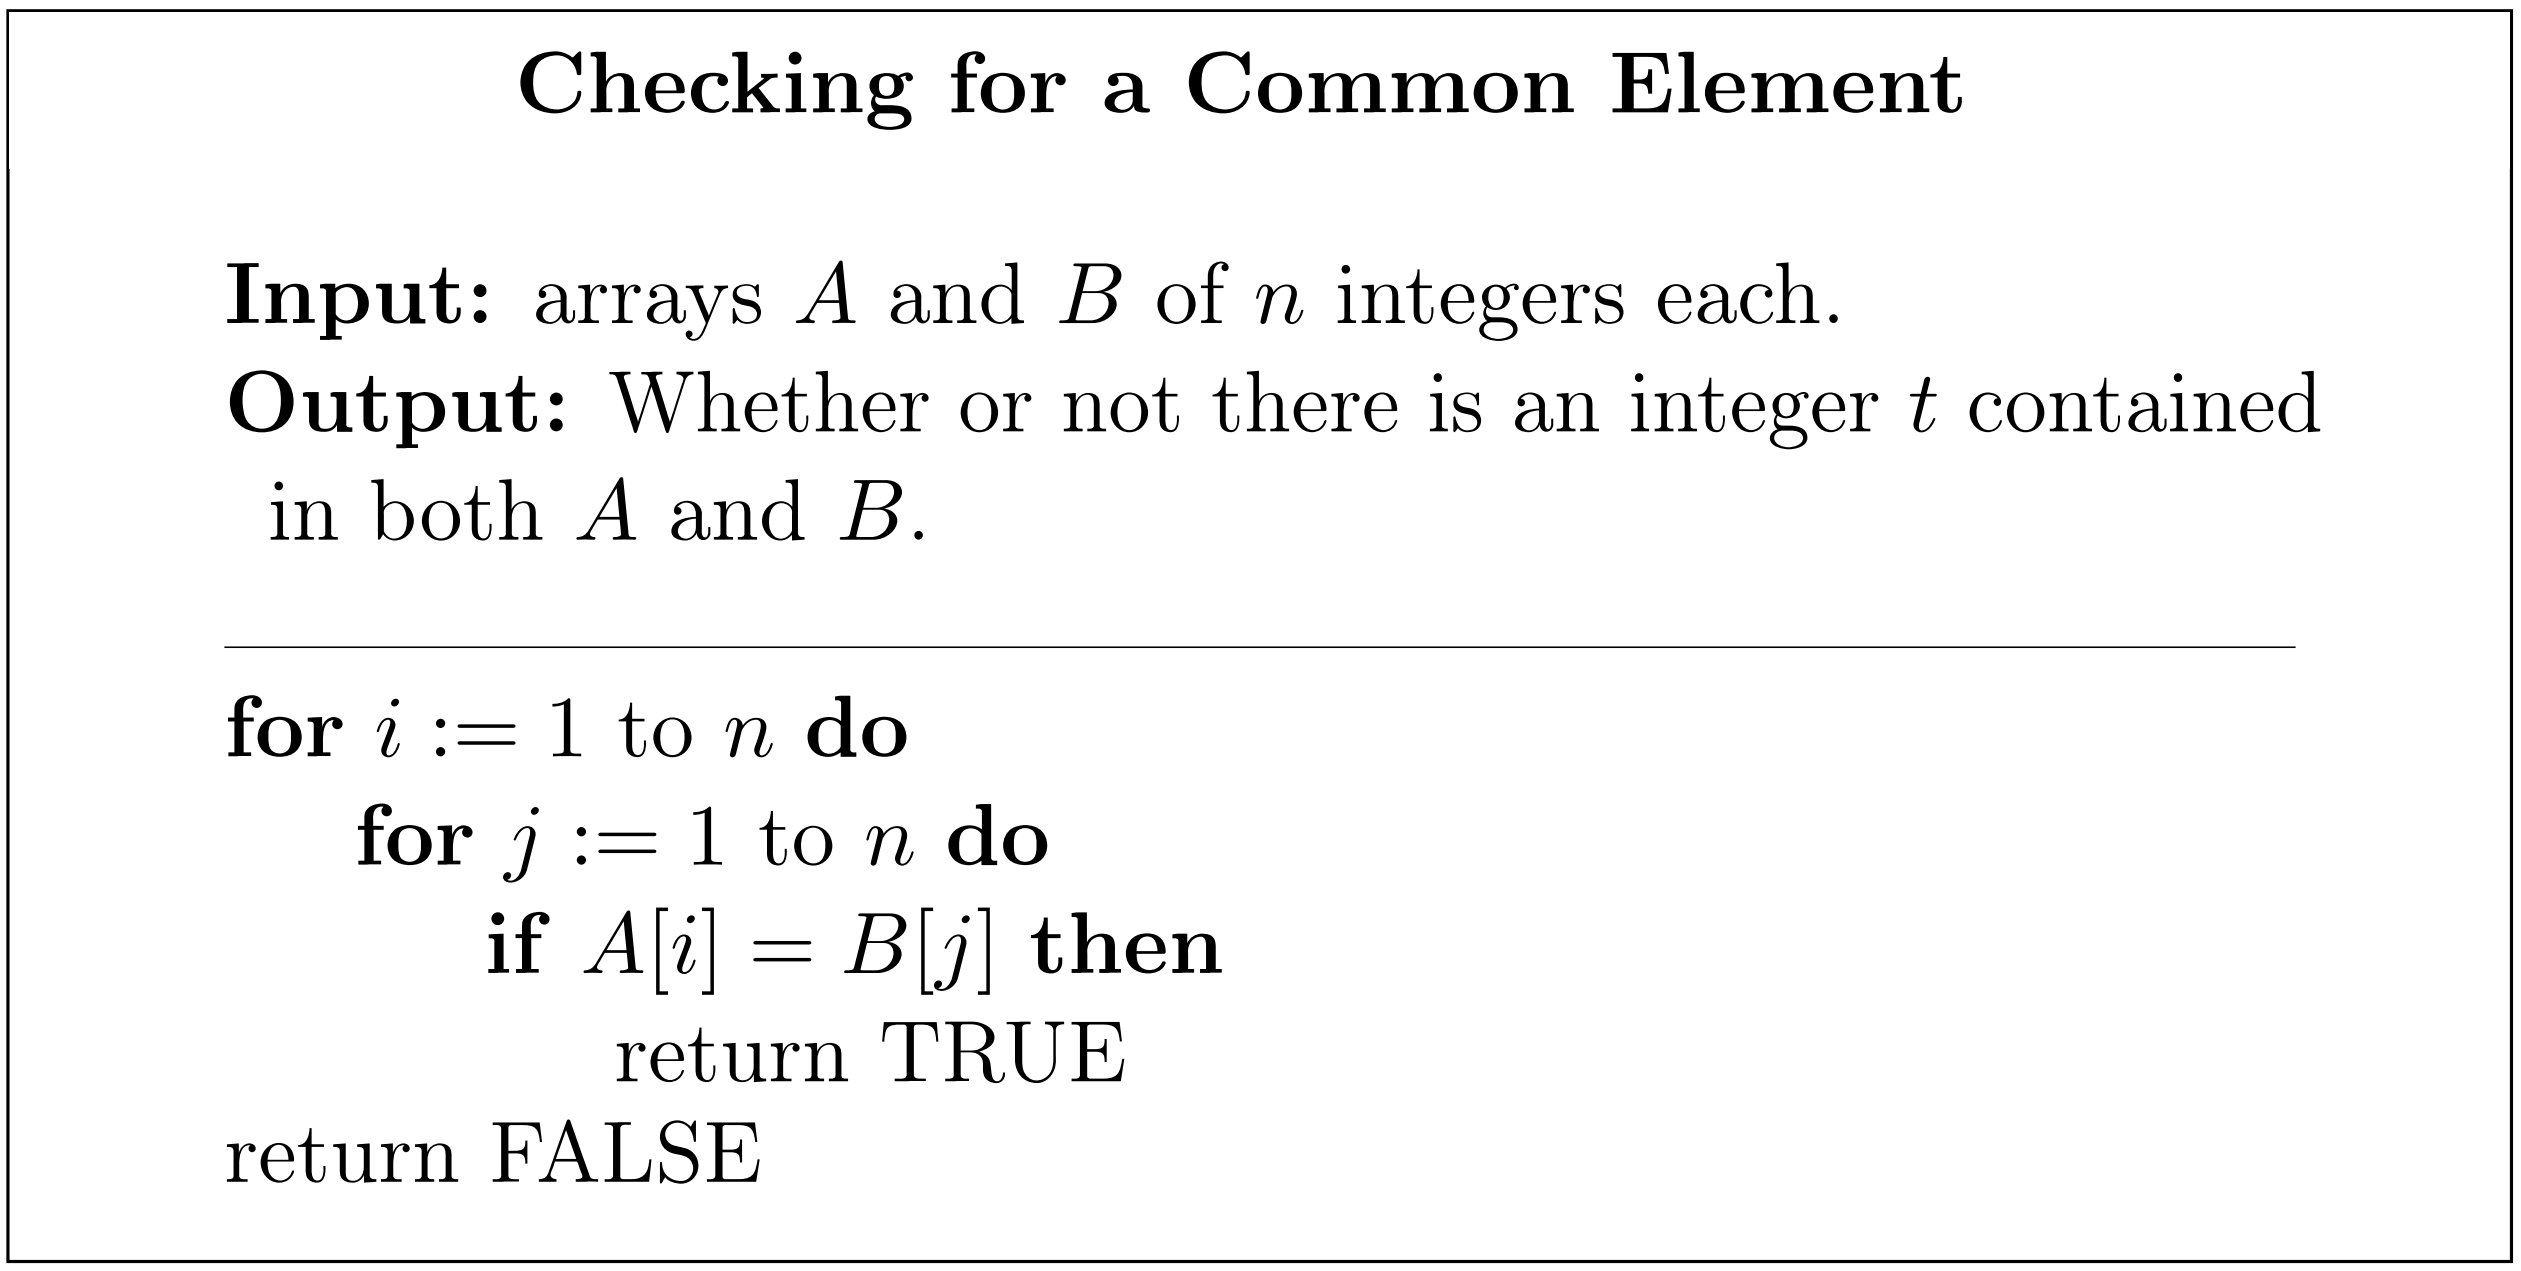 Checking for a Common Element
Input: arrays A and B of n integers each.
Output: Whether or not there is an integer t contained
in both A and B.
for i := 1 to n do
for j := 1 to n do
if A[i] = B[j] then
return TRUE
return FALSE